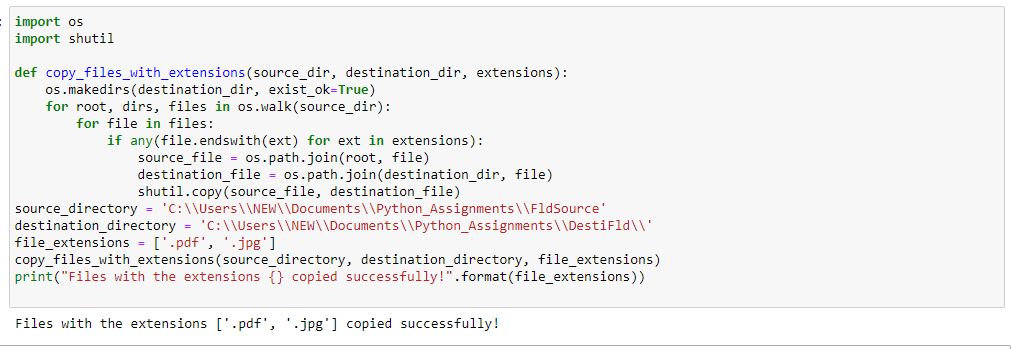 import os
import shutil

def copy_files_with_extensions(source_dir, destination_dir, extensions):
    os.makedirs(destination_dir, exist_ok=True)
    for root, dirs, files in os.walk(source_dir):
        for file in files:
            if any(file.endswith(ext) for ext in extensions):
                source_file = os.path.join(root, file)
                destination_file = os.path.join(destination_dir, file)
                shutil.copy(source_file, destination_file)
source_directory = 'C:\\Users\\NEW\\Documents\\Python_Assignments\\FldSource'
destination_directory = 'C:\\Users\\NEW\\Documents\\Python_Assignments\\DestiFld\\'
file_extensions = ['.pdf', '.jpg']
copy_files_with_extensions(source_directory, destination_directory, file_extensions)
print("Files with the extensions {} copied successfully!".format(file_extensions))

Files with the extensions ['.pdf', '.jpg'] copied successfully!